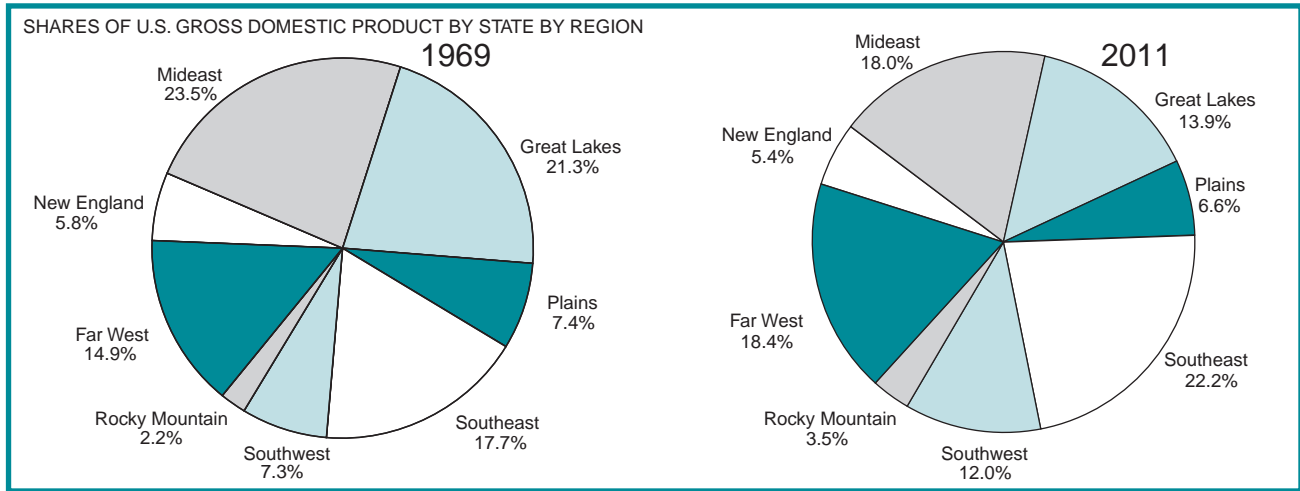 SHARES OF U.S. GROSS DOMESTIC PRODUCT BY STATE BY REGION
1969
Mideast
23.5%
Great Lakes
21.3%
New England
5.8%
Plains
7.4%
Far West
14.9%
Rocky Mountain
2.2%
Southeast
17.7%
Southwest
7.3%
2011
Mideast
18.0%
Great Lakes
13.9%
New England
5.4%
Plains
6.6%
Far West
18.4%
Southeast
22.2%
Rocky Mountain
3.5%
Southwest
12.0%